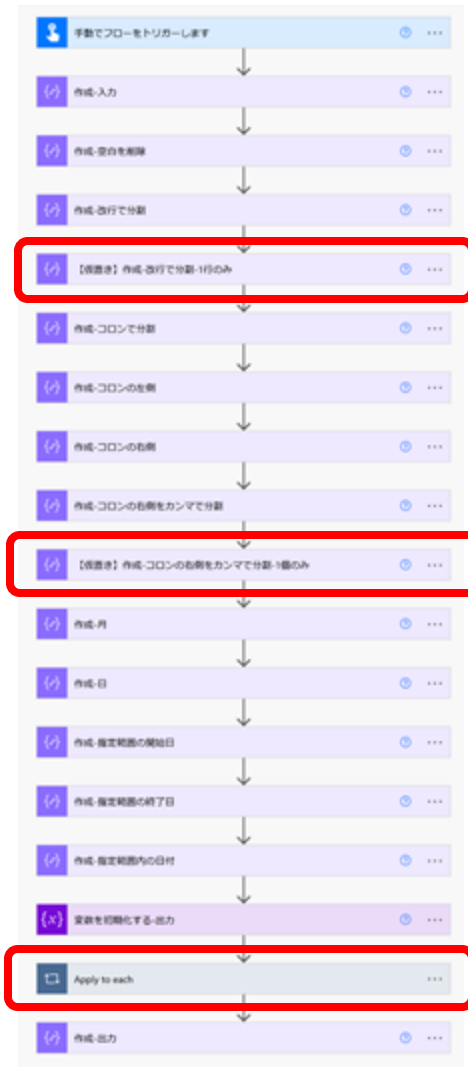 手動でフローをトリガーします
作成-入力
作成-空白を削除
作成-改行で分割
【仮置き】作成-改行で分割-1行のみ
作成-コロンで分割
作成-コロンの左側
作成-コロンの右側
作成-コロンの右側をカンマで分割
【仮置き】作成-コロンの右側をカンマで分割-1個のみ
作成-月
作成-日
作成-指定範囲の開始日
作成-指定範囲の終了日
作成-指定範囲内の日付
変数を初期化する-出力
Apply to each
作成-出力